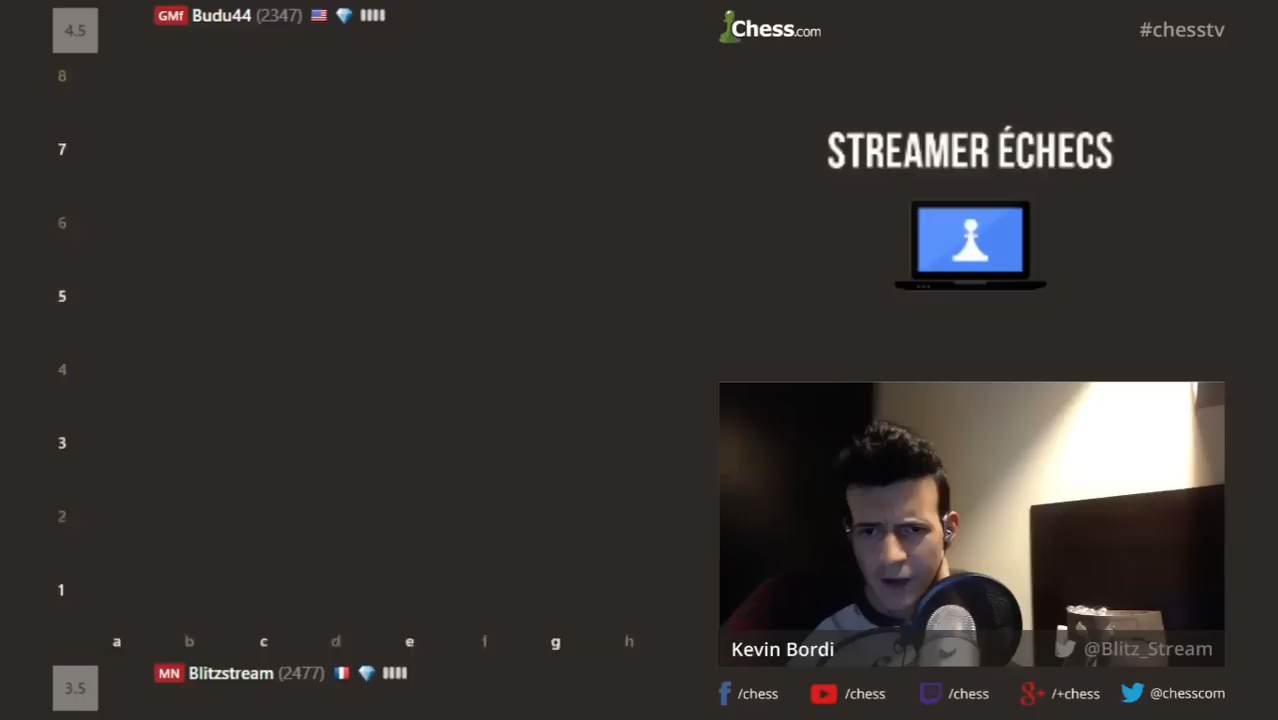 4.5
GMf Budu44 (2347)
8
7
6
5
4
3
2
1
a b c d e f g h
3.5
MN Blitzstream (2477)
Chess.com
#chesstv
STREAMER ÉCHECS
Kevin Bordi
@Blitz_Stream
/chess /chess /chess /+chess @chesscom